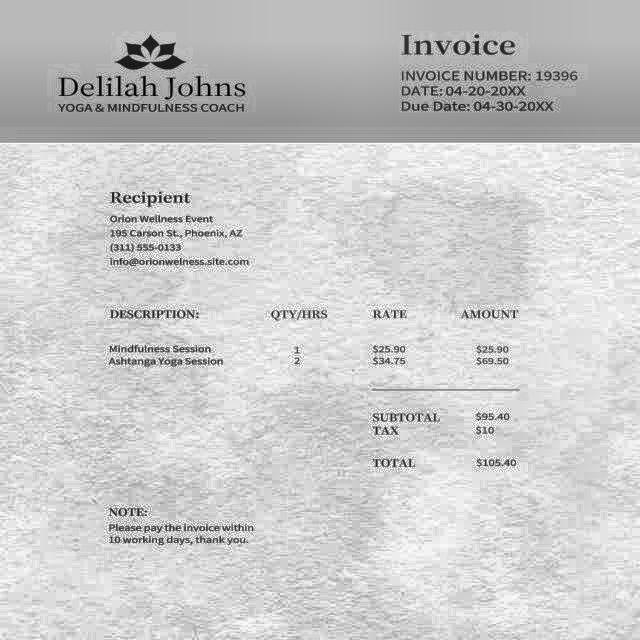 Delilah Johns
YOGA & MINDFULNESS COACH
Invoice
INVOICE NUMBER: 19396
DATE: 04-20-20XX
Due Date: 04-30-20XX
Recipient
Orion Wellness Event
195 Carson St., Phoenix, AZ
(311) 555-0133
info@orionwelness.site.com
DESCRIPTION: QTY/HRS RATE AMOUNT
Mindfulness Session 1 $25.90 $25.90
Ashtanga Yoga Session 2 $34.75 $69.50
SUBTOTAL $95.40
TAX $10
TOTAL $105.40
NOTE:
Please pay the invoice within
10 working days, thank you.